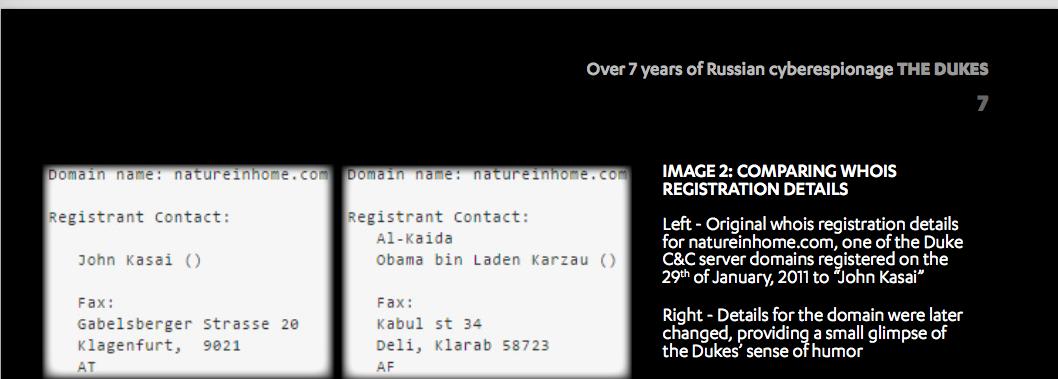 Over 7 years of Russian cyberespionage THE DUKES
7
Domain name: natureinhome.com
Registrant Contact:
John Kasai ()
Fax:
Gabelsberger Strasse 20
Klagenfurt,  9021
AT
Domain name: natureinhome.com
Registrant Contact:
Al-Kaida
Obama bin Laden Karzau ()
Fax:
Kabul st 34
Deli, Klarab 58723
AF
IMAGE 2: COMPARING WHOIS
REGISTRATION DETAILS
Left - Original whois registration details
for natureinhome.com, one of the Duke
C&C server domains registered on the
29th of January, 2011 to “John Kasai”
Right - Details for the domain were later
changed, providing a small glimpse of
the Dukes’ sense of humor